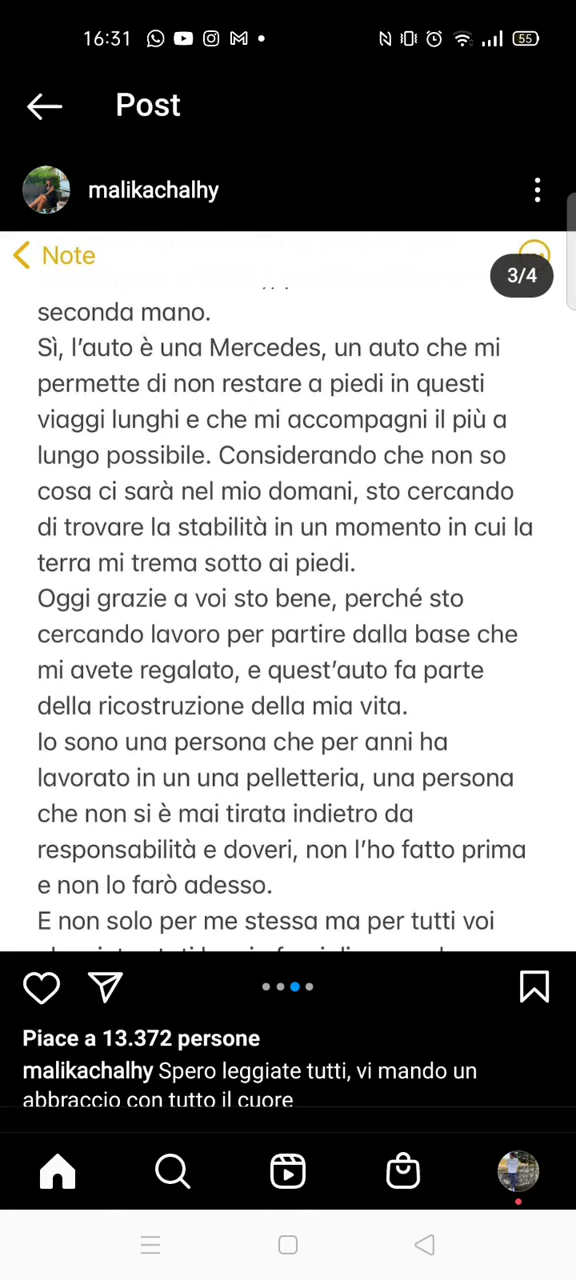 16:31
55
Post
malikachalhy
Note
3/4
seconda mano.
Sì, l'auto è una Mercedes, un auto che mi
permette di non restare a piedi in questi
viaggi lunghi e che mi accompagni il più a
lungo possibile. Considerando che non so
cosa ci sarà nel mio domani, sto cercando
di trovare la stabilità in un momento in cui la
terra mi trema sotto ai piedi.
Oggi grazie a voi sto bene, perché sto
cercando lavoro per partire dalla base che
mi avete regalato, e quest'auto fa parte
della ricostruzione della mia vita.
Io sono una persona che per anni ha
lavorato in un una pelletteria, una persona
che non si è mai tirata indietro da
responsabilità e doveri, non l'ho fatto prima
e non lo farò adesso.
E non solo per me stessa ma per tutti voi
Piace a 13.372 persone
malikachalhy Spero leggiate tutti, vi mando un
abbraccio con tutto il cuore